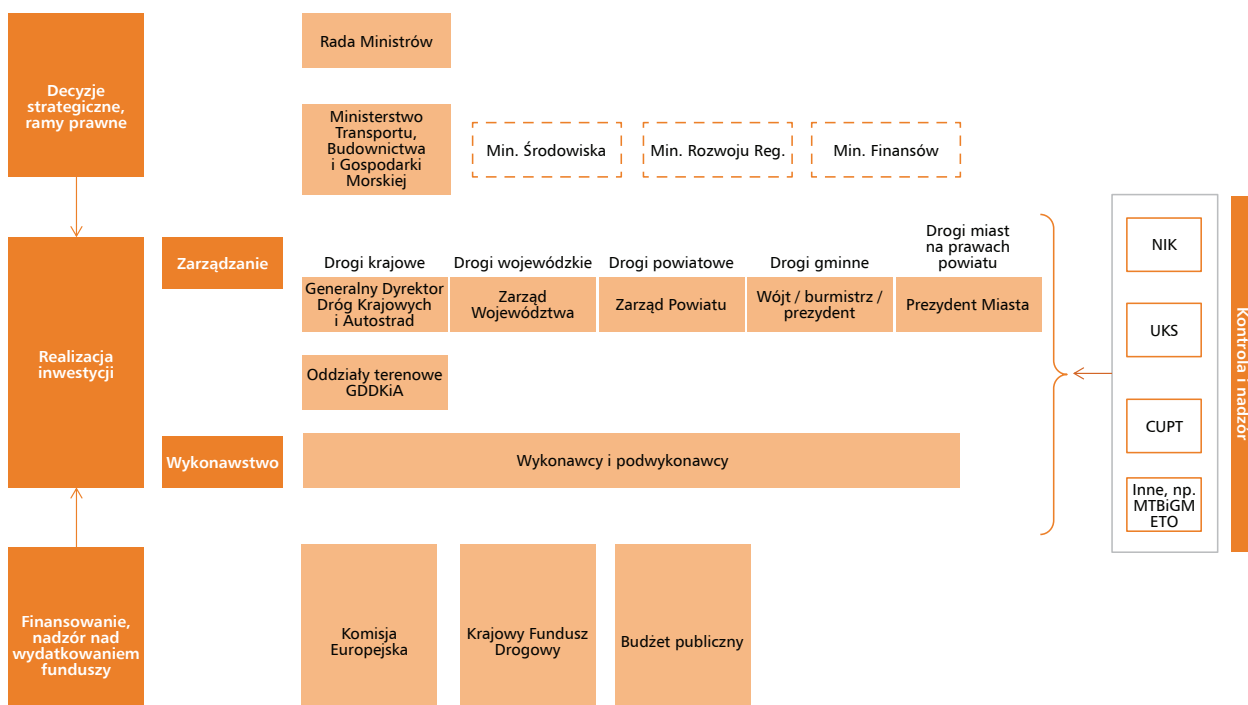 Decyzje
strategiczne,
ramy prawne
Rada Ministrów
Ministerstwo
Transportu,
Budownictwa
i Gospodarki
Morskiej
Min. Środowiska
Min. Rozwoju Reg.
Min. Finansów
Realizacja
inwestycji
Zarządzanie
Drogi krajowe
Generalny Dyrektor
Dróg Krajowych
i Autostrad
Drogi wojewódzkie
Zarząd
Województwa
Drogi powiatowe
Zarząd Powiatu
Drogi gminne
Wójt / burmistrz /
prezydent
Drogi miast
na prawach
powiatu
Prezydent Miasta
Oddziały terenowe
GDDKiA
Wykonawstwo
Wykonawcy i podwykonawcy
Finansowanie,
nadzór nad
wydatkowaniem
funduszy
Komisja
Europejska
Krajowy Fundusz
Drogowy
Budżet publiczny
NIK
UKS
CUPT
Inne, np.
MTBiGM
ETO
Kontrola i nadzór